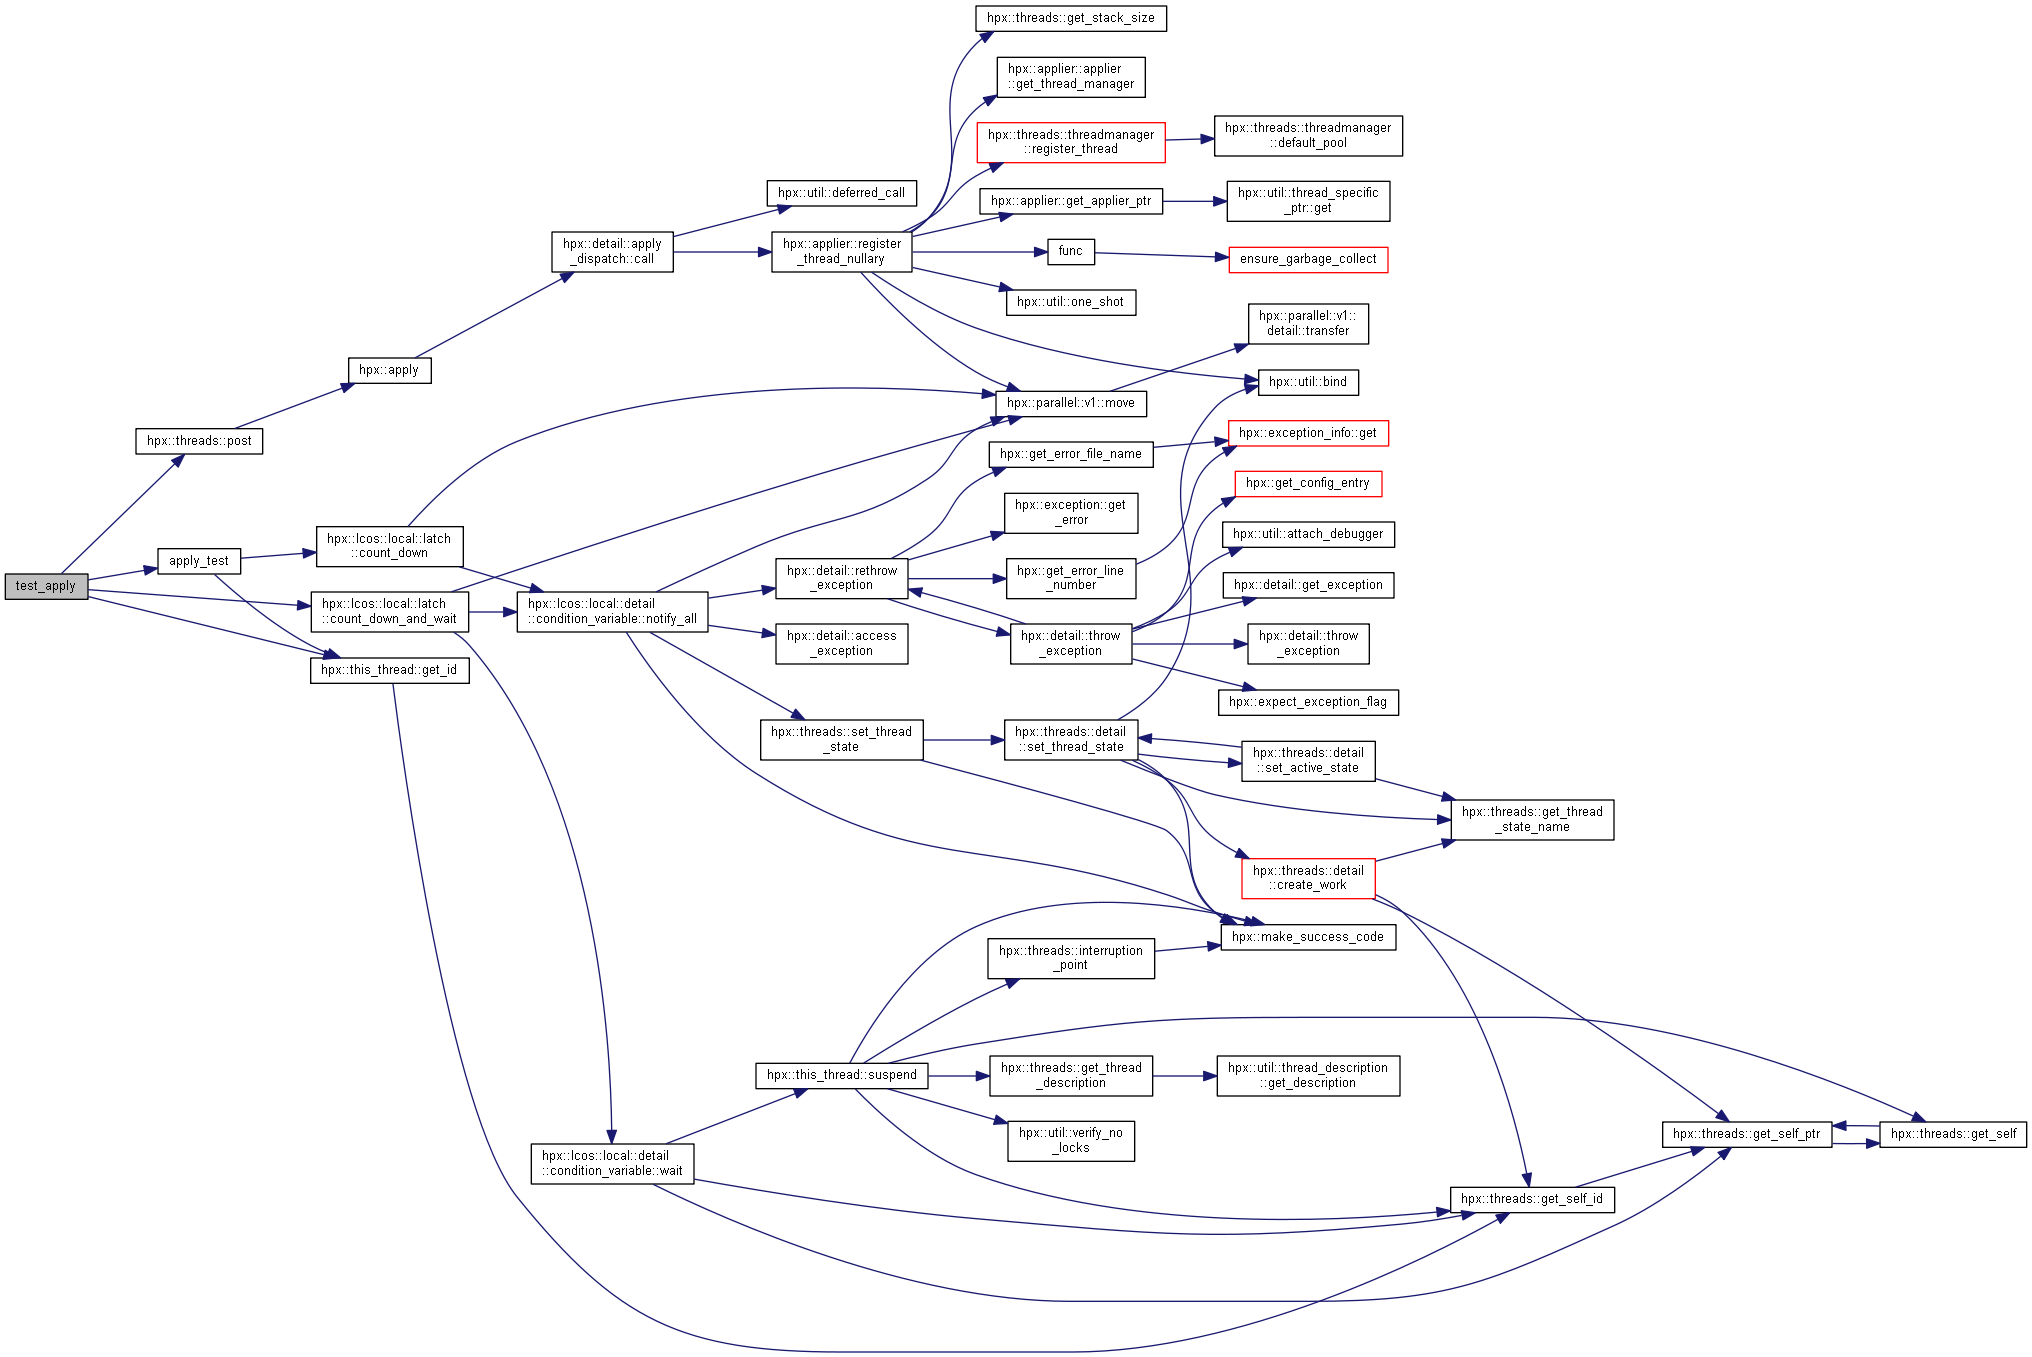 hpx::threads::get_stack_size
hpx::applier::applier
::get_thread_manager
hpx::threads::threadmanager
::register_thread
hpx::threads::threadmanager
::default_pool
hpx::util::deferred_call
hpx::applier::get_applier_ptr
hpx::util::thread_specific
_ptr::get
hpx::detail::apply
_dispatch::call
hpx::applier::register
_thread_nullary
func
ensure_garbage_collect
hpx::util::one_shot
hpx::parallel::v1::
detail::transfer
hpx::apply
hpx::util::bind
hpx::parallel::v1::move
hpx::threads::post
hpx::exception_info::get
hpx::get_error_file_name
hpx::get_config_entry
hpx::exception::get
_error
hpx::util::attach_debugger
hpx::lcos::local::latch
::count_down
apply_test
test_apply
hpx::detail::rethrow
_exception
hpx::get_error_line
_number
hpx::detail::get_exception
hpx::lcos::local::latch
::count_down_and_wait
hpx::lcos::local::detail
::condition_variable::notify_all
hpx::detail::access
_exception
hpx::detail::throw
_exception
hpx::detail::throw
_exception
hpx::this_thread::get_id
hpx::expect_exception_flag
hpx::threads::set_thread
_state
hpx::threads::detail
::set_thread_state
hpx::threads::detail
::set_active_state
hpx::threads::get_thread
_state_name
hpx::threads::detail
::create_work
hpx::make_success_code
hpx::threads::interruption
_point
hpx::this_thread::suspend
hpx::threads::get_thread
_description
hpx::util::thread_description
::get_description
hpx::util::verify_no
_locks
hpx::threads::get_self_ptr
hpx::threads::get_self
hpx::lcos::local::detail
::condition_variable::wait
hpx::threads::get_self_id